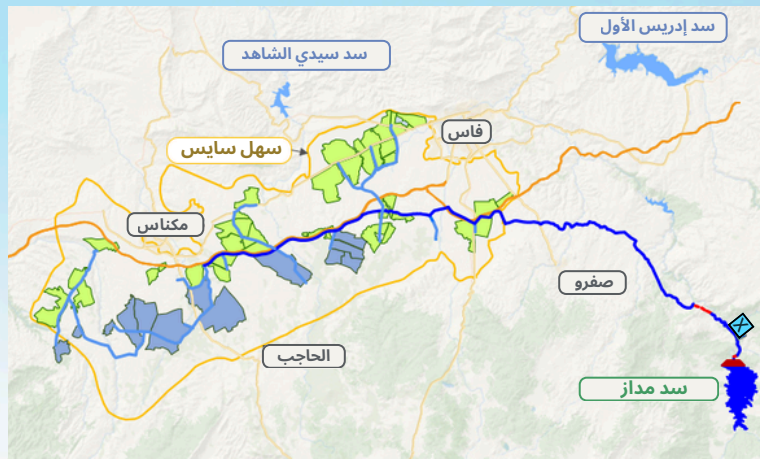 سد إدريس الأول
سد سيدي الشاهد
فاس
سهل سايس
مكناس
صفرو
الحاجب
سد مداز